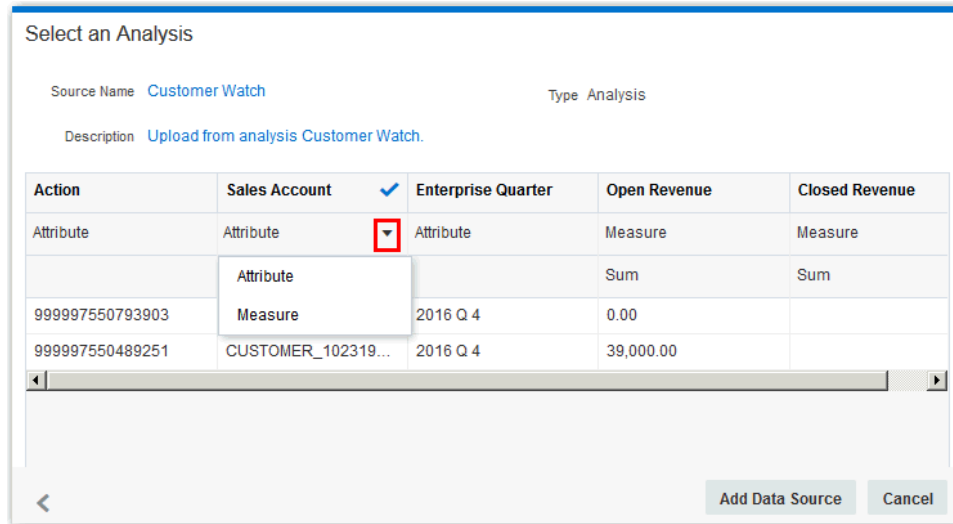 Select an Analysis
Source Name Customer Watch Type Analysis
Description Upload from analysis Customer Watch.
Action Sales Account Enterprise Quarter Open Revenue Closed Revenue
Attribute Attribute Attribute Measure Measure
Attribute Sum Sum
999997550793903 Measure 2016 Q 4 0.00
999997550489251 CUSTOMER_102319... 2016 Q 4 39,000.00
Add Data Source Cancel